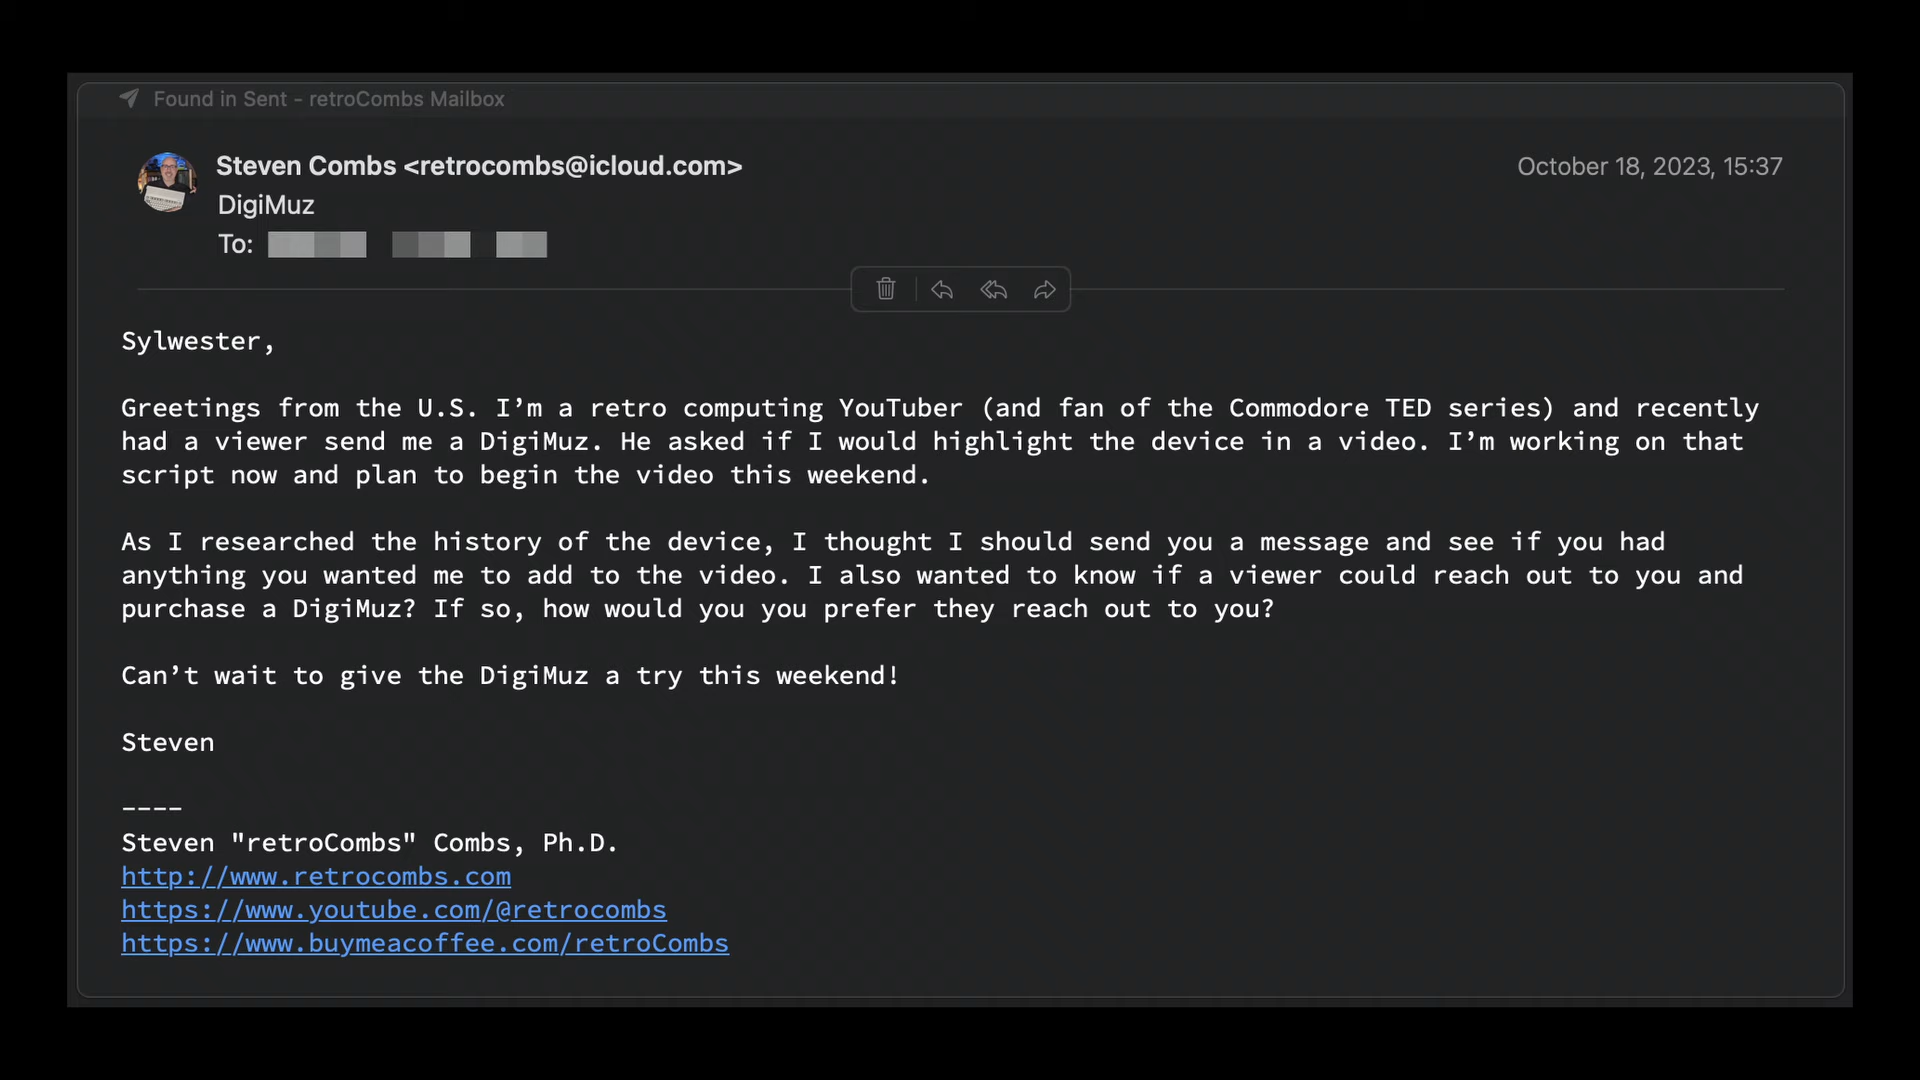 Found in Sent - retroCombs Mailbox
Steven Combs <retrocombs@icloud.com>
October 18, 2023, 15:37
DigiMuz
To:
Sylwester,
Greetings from the U.S. I’m a retro computing YouTuber (and fan of the Commodore TED series) and recently
had a viewer send me a DigiMuz. He asked if I would highlight the device in a video. I’m working on that
script now and plan to begin the video this weekend.
As I researched the history of the device, I thought I should send you a message and see if you had
anything you wanted me to add to the video. I also wanted to know if a viewer could reach out to you and
purchase a DigiMuz? If so, how would you you prefer they reach out to you?
Can’t wait to give the DigiMuz a try this weekend!
Steven
----
Steven "retroCombs" Combs, Ph.D.
http://www.retrocombs.com
https://www.youtube.com/@retrocombs
https://www.buymeacoffee.com/retroCombs